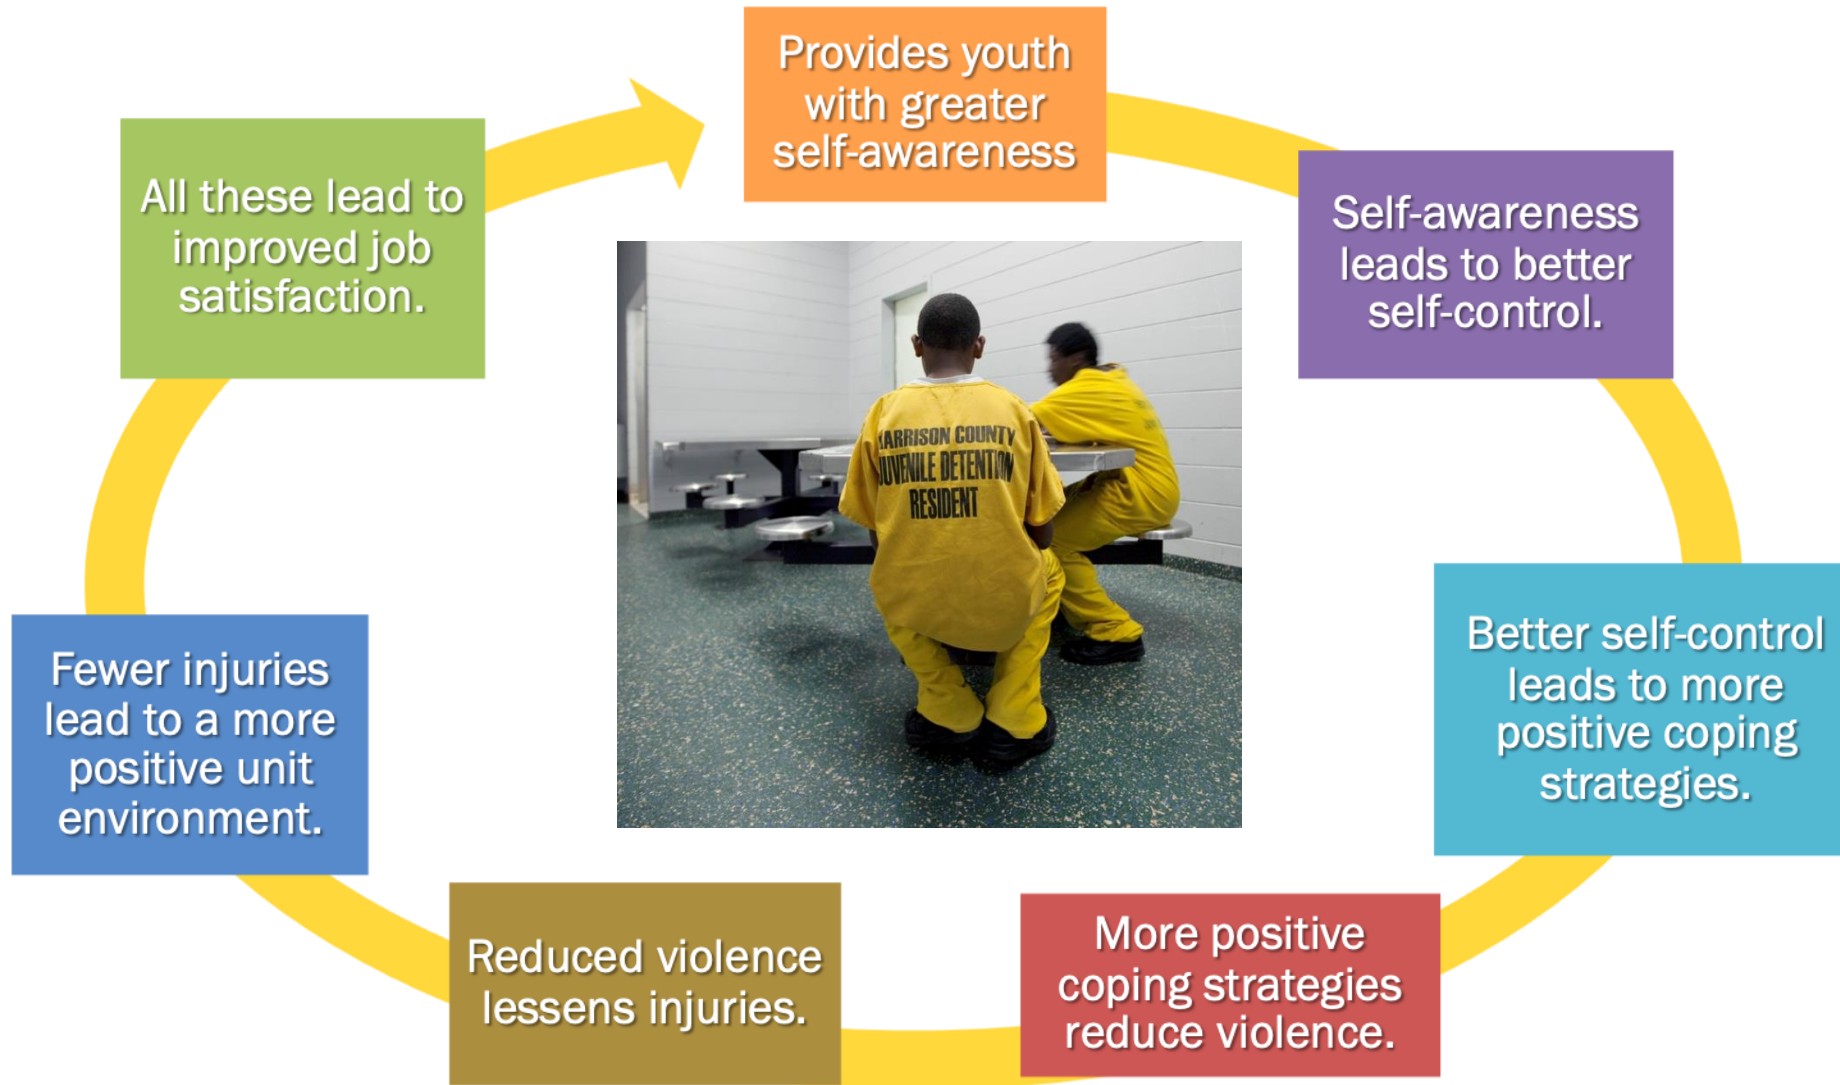 Provides youth
with greater
self-awareness
Self-awareness
leads to better
self-control.
Better self-control
leads to more
positive coping
strategies.
More positive
coping strategies
reduce violence.
Reduced violence
lessens injuries.
Fewer injuries
lead to a more
positive unit
environment.
All these lead to
improved job
satisfaction.
HARRISON COUNTY
JUVENILE DETENTION
RESIDENT